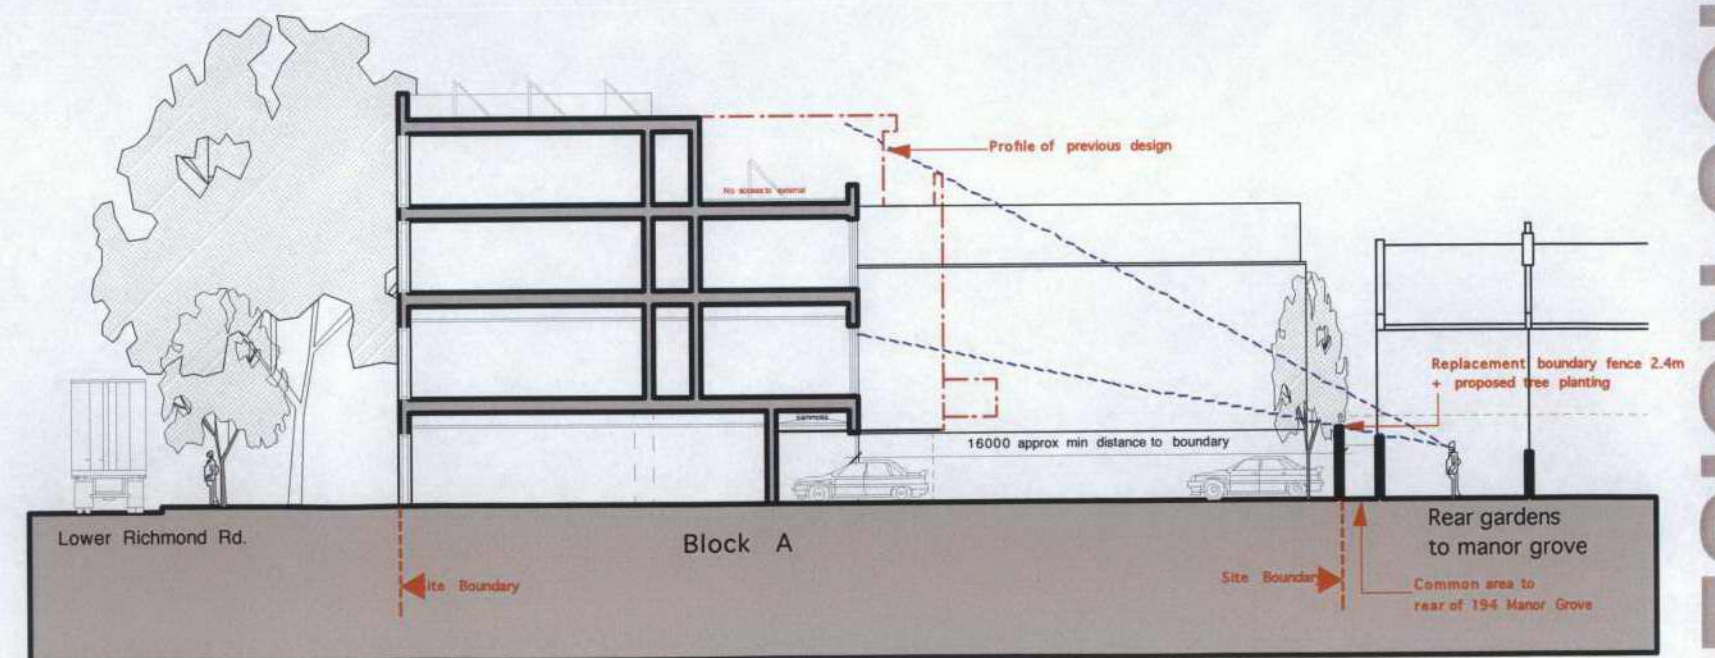 No access to external
Profile of previous design
Replacement boundary fence 2.4m
+ proposed tree planting
16000 approx min distance to boundary
Lower Richmond Rd.
Block A
Rear gardens
to manor grove
Site Boundary
Site Boundary
Common area to
rear of 194 Manor Grove